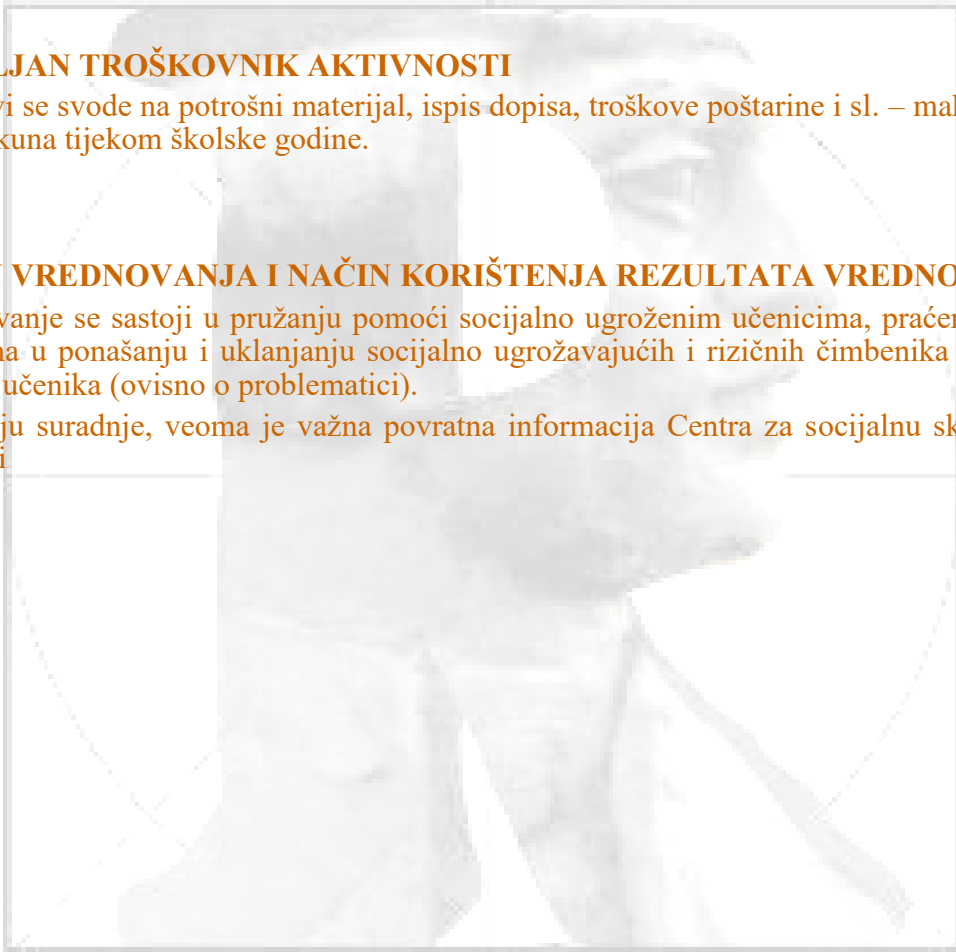 LJAN TROŠKOVNIK AKTIVNOSTI
vi se svode na potrošni materijal, ispis dopisa, troškove poštarine i sl. – mal
kuna tijekom školske godine.
VREDNOVANJA I NAČIN KORIŠTENJA REZULTATA VREDNO
vanje se sastoji u pružanju pomoći socijalno ugroženim učenicima, praćen
na u ponašanju i uklanjanju socijalno ugrožavajućih i rizičnih čimbenika
učenika (ovisno o problematici).
ju suradnje, veoma je važna povratna informacija Centra za socijalnu sk
i